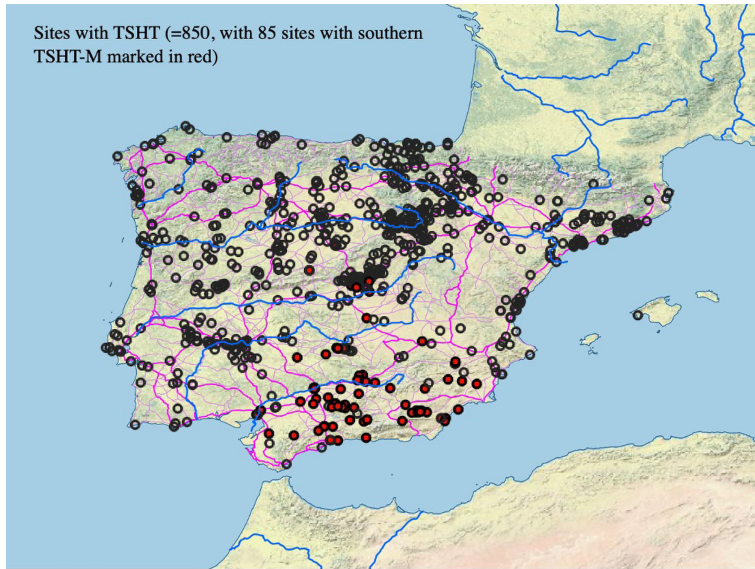 Sites with TSHT (=850, with 85 sites with southern
TSHT-M marked in red)